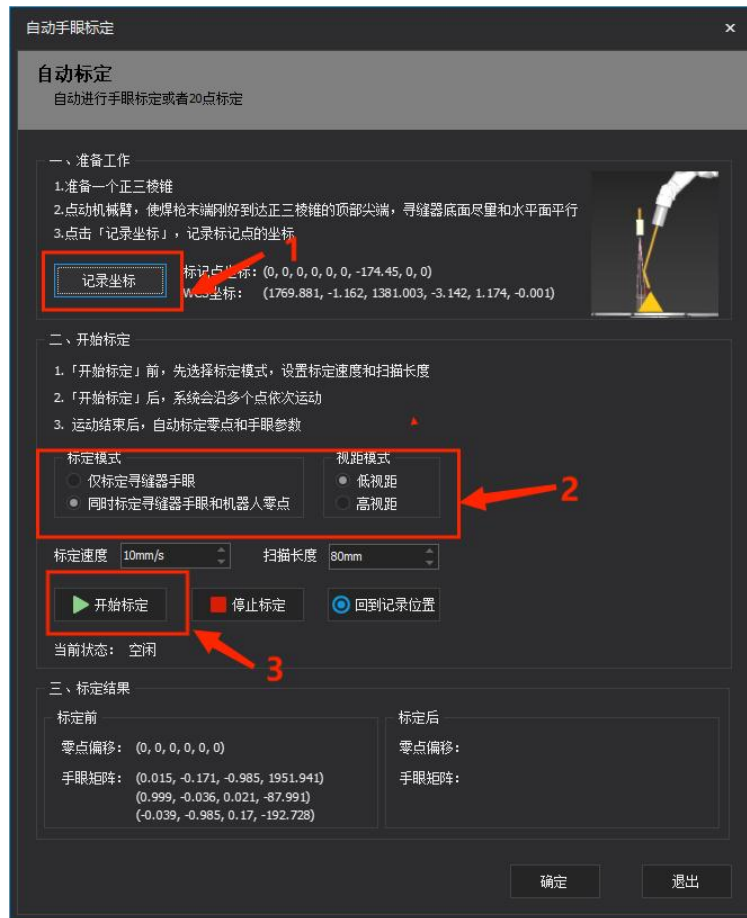 自动手眼标定
自动标定
自动进行手眼标定或者20点标定
一、准备工作
1.准备一个正三棱锥
2.点动机械臂，使焊枪末端刚好到达正三棱锥的顶部尖端，寻缝器底面尽量和水平面平行
3.点击「记录坐标」，记录标记点的坐标
1
记录坐标
标记点坐标：(0, 0, 0, 0, 0, 0, -174.45, 0, 0)
WCS坐标： (1769.881, -1.162, 1381.003, -3.142, 1.174, -0.001)
二、开始标定
1.「开始标定」前，先选择标定模式，设置标定速度和扫描长度
2.「开始标定」后，系统会沿多个点依次运动
3. 运动结束后，自动标定零点和手眼参数
标定模式 视距模式
仅标定寻缝器手眼 低视距
同时标定寻缝器手眼和机器人零点 高视距
2
标定速度 10mm/s 扫描长度 80mm
开始标定 停止标定 回到记录位置
3
当前状态： 空闲
三、标定结果
标定前 标定后
零点偏移： (0, 0, 0, 0, 0, 0) 零点偏移：
手眼矩阵： (0.015, -0.171, -0.985, 1951.941) 手眼矩阵：
(0.999, -0.036, 0.021, -87.991)
(-0.039, -0.985, 0.17, -192.728)
确定 退出